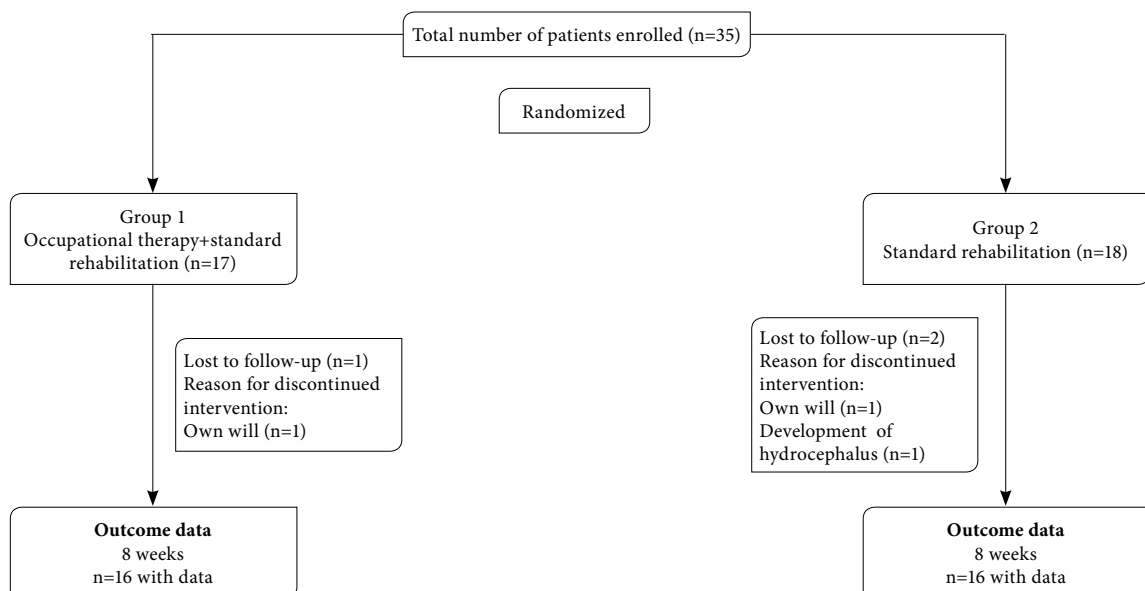 Total number of patients enrolled (n=35)
Randomized
Group 1
Occupational therapy+standard
rehabilitation (n=17)
Group 2
Standard rehabilitation (n=18)
Lost to follow-up (n=1)
Reason for discontinued
intervention:
Own will (n=1)
Lost to follow-up (n=2)
Reason for discontinued
intervention:
Own will (n=1)
Development of
hydrocephalus (n=1)
Outcome data
8 weeks
n=16 with data
Outcome data
8 weeks
n=16 with data